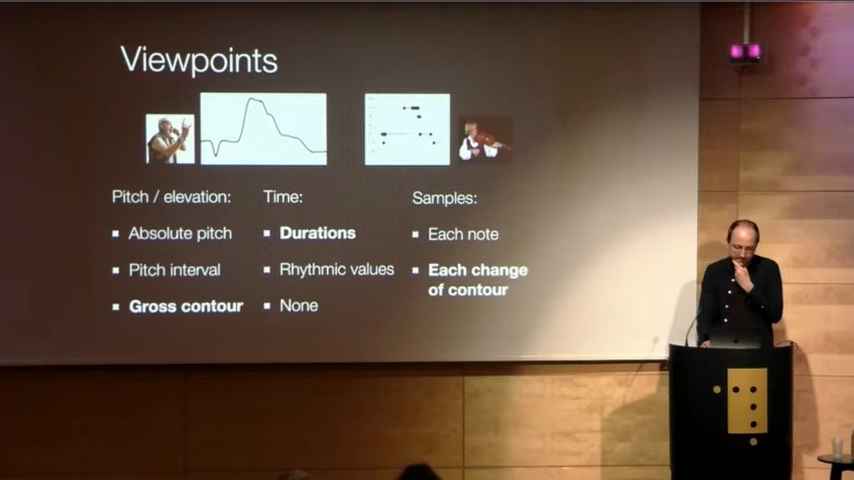 Viewpoints
Pitch / elevation:
Absolute pitch
Pitch interval
Gross contour
Time:
Durations
Rhythmic values
None
Samples:
Each note
Each change
of contour